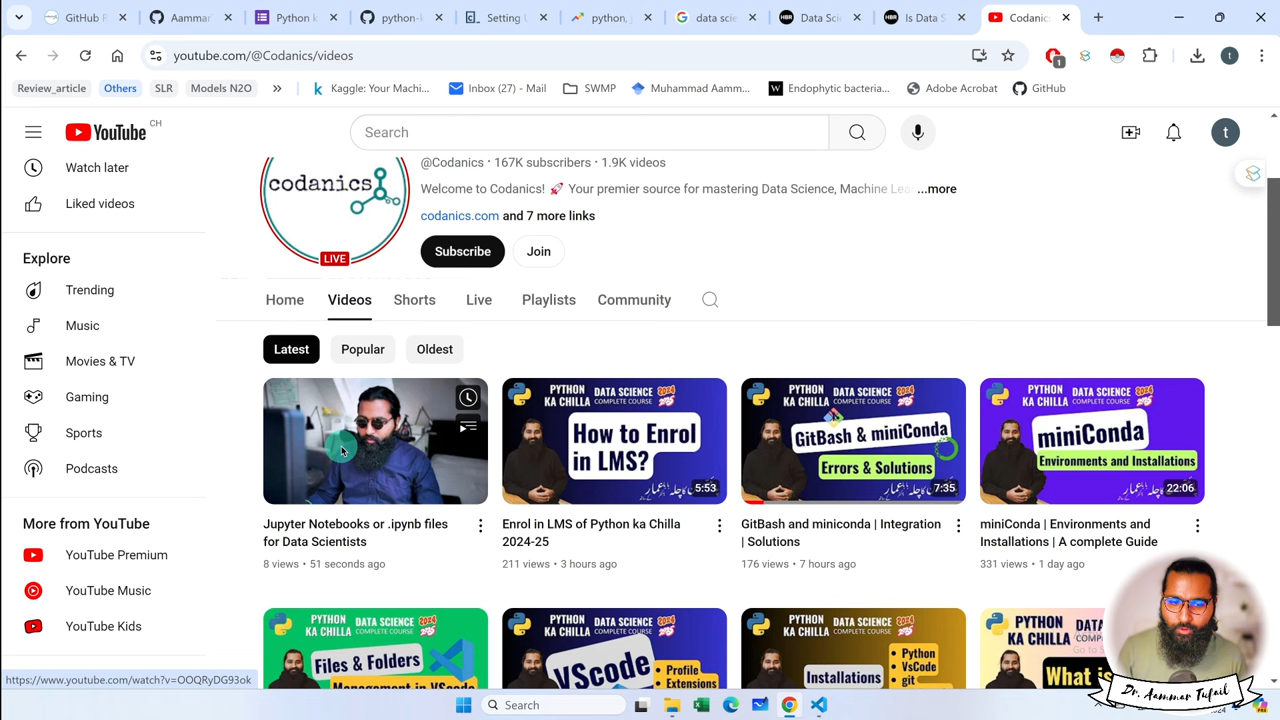 GitHub F
Aammar
Python k
python-k
Setting U
python, j
data scie
Data Sci
Is Data S
Codanic
youtube.com/@Codanics/videos
1
t
Review_article
Others
SLR
Models N2O
Kaggle: Your Machi...
Inbox (27) - Mail
SWMP
Muhammad Aamm...
Endophytic bacteria...
Adobe Acrobat
GitHub
YouTube CH
Search
t
Watch later
Liked videos
Explore
Trending
Music
Movies & TV
Gaming
Sports
Podcasts
More from YouTube
YouTube Premium
YouTube Music
YouTube Kids
codanics
LIVE
@Codanics · 167K subscribers · 1.9K videos
Welcome to Codanics! 🚀 Your premier source for mastering Data Science, Machine Lea ...more
codanics.com and 7 more links
Subscribe
Join
Home
Videos
Shorts
Live
Playlists
Community
Latest
Popular
Oldest
Jupyter Notebooks or .ipynb files
for Data Scientists
8 views • 51 seconds ago
PYTHON
KA CHILLA
DATA SCIENCE
COMPLETE COURSE
2024
How to Enrol
in LMS?
5:53
Enrol in LMS of Python ka Chilla
2024-25
211 views • 3 hours ago
PYTHON
KA CHILLA
DATA SCIENCE
COMPLETE COURSE
2024
GitBash & miniConda
Errors & Solutions
7:35
GitBash and miniconda | Integration
| Solutions
176 views • 7 hours ago
PYTHON
KA CHILLA
DATA SCIENCE
COMPLETE COURSE
2024
miniConda
Environments and Installations
22:06
miniConda | Environments and
Installations | A complete Guide
331 views • 1 day ago
PYTHON
KA CHILLA
DATA SCIENCE
COMPLETE COURSE
2024
Files & Folders
Management in VScode
PYTHON
KA CHILLA
DATA SCIENCE
COMPLETE COURSE
2024
VScode
• Profile
Extensions
PYTHON
KA CHILLA
DATA SCIENCE
COMPLETE COURSE
2024
Installations
• Python
• VsCode
• git
PYTHON
KA CHILLA
What is
https://www.youtube.com/watch?v=OOQRyDG93ok
Search
Dr. Aammar Tufail